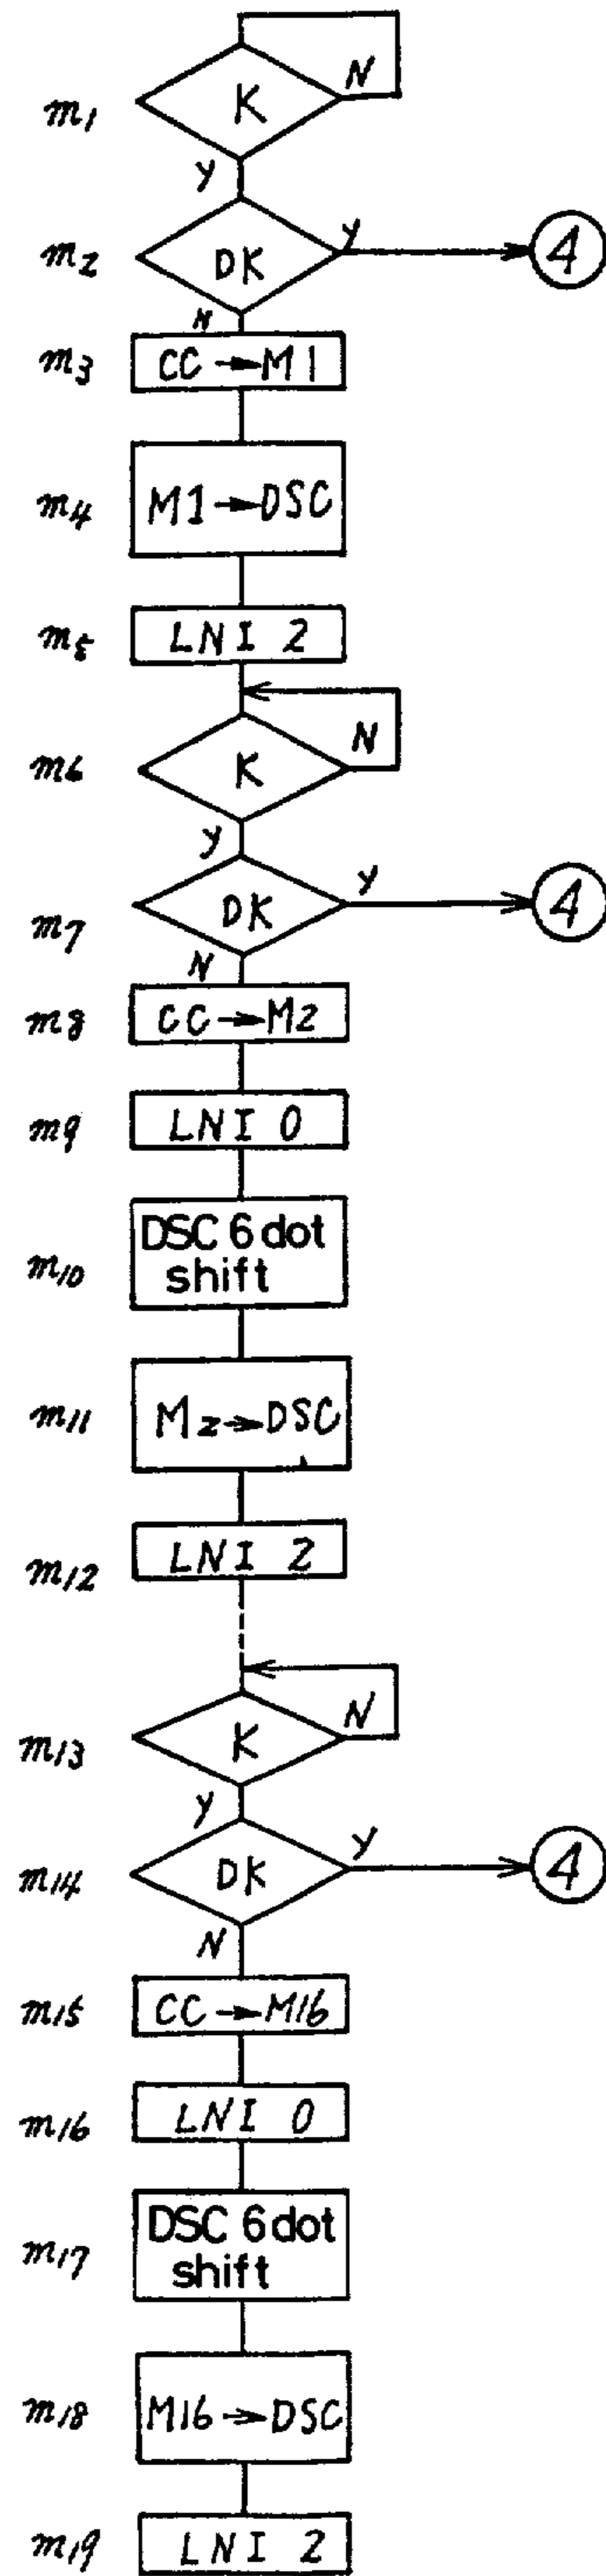 m1 K N
Y
m2 DK Y 4
N
m3 CC→M1
m4 M1→DSC
m5 LNI 2
m6 K N
Y
m7 DK Y 4
N
m8 CC→M2
m9 LNI 0
m10 DSC 6 dot
shift
m11 M2→DSC
m12 LNI 2
m13 K N
Y
m14 DK Y 4
N
m15 CC→M16
m16 LNI 0
m17 DSC 6 dot
shift
m18 M16→DSC
m19 LNI 2